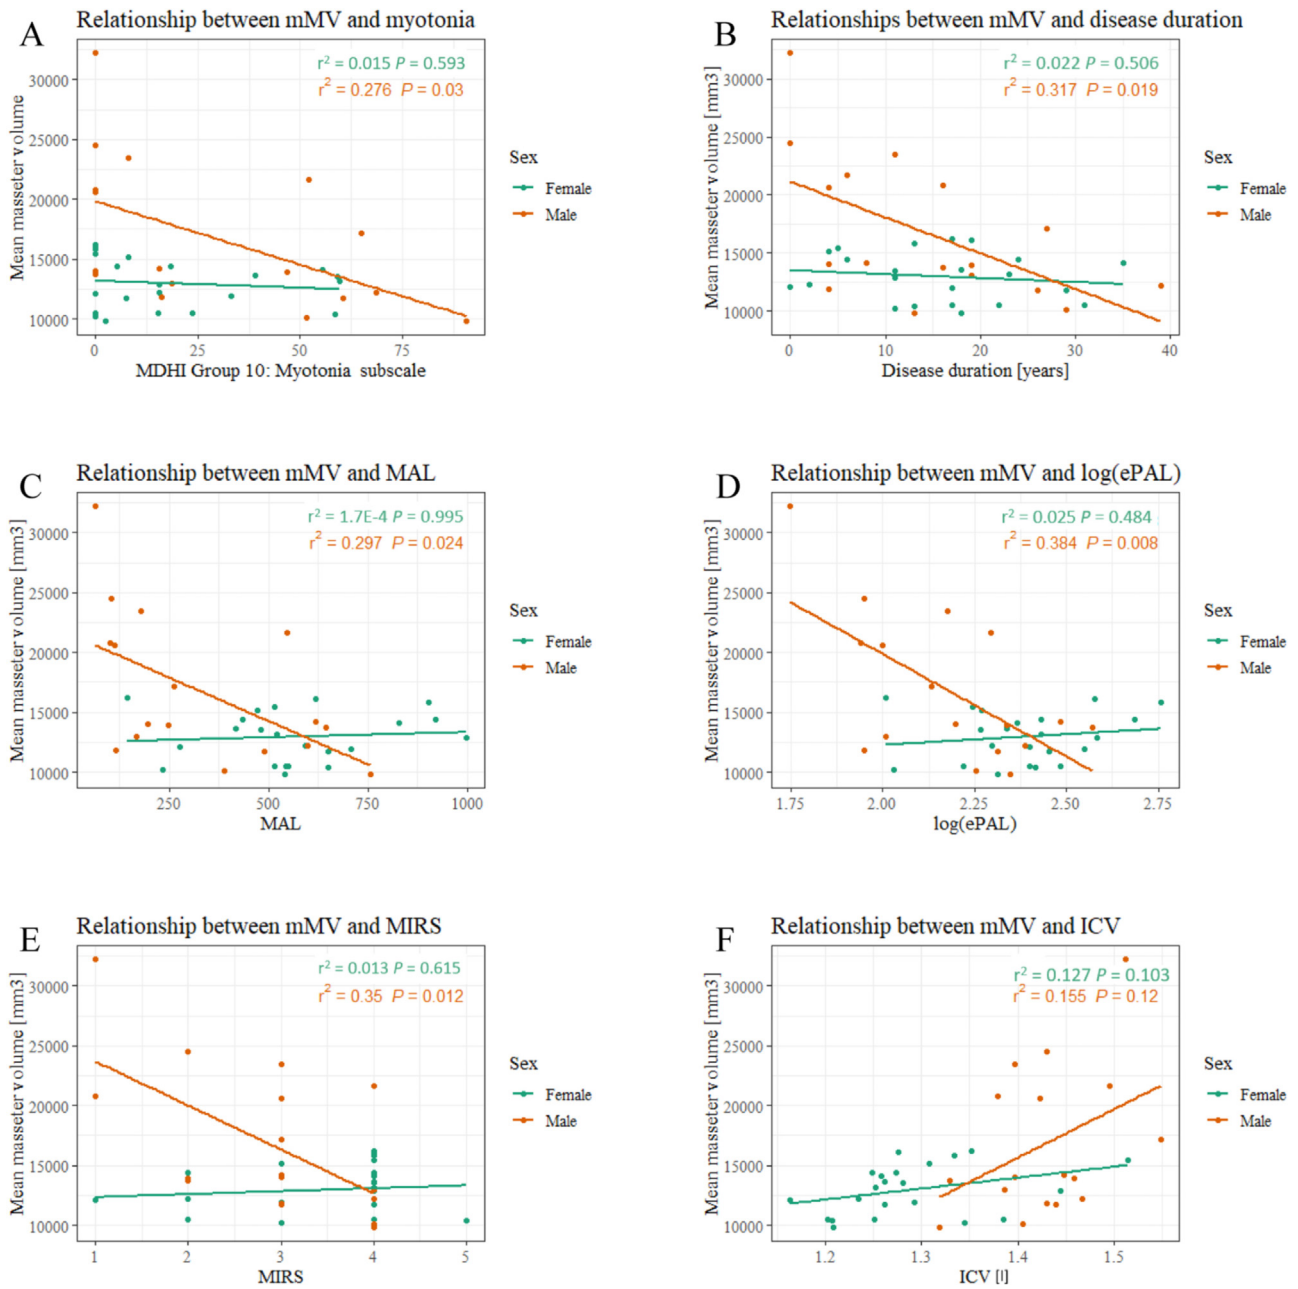 A
Relationship between mMV and myotonia
r² = 0.015 P = 0.593
r² = 0.276 P = 0.03
30000
25000
20000
15000
10000
Mean masseter volume
0 25 50 75
MDHI Group 10: Myotonia subscale
Sex
Female
Male
B
Relationships between mMV and disease duration
r² = 0.022 P = 0.506
r² = 0.317 P = 0.019
30000
25000
20000
15000
10000
Mean masseter volume [mm3]
0 10 20 30 40
Disease duration [years]
Sex
Female
Male
C
Relationship between mMV and MAL
r² = 1.7E-4 P = 0.995
r² = 0.297 P = 0.024
30000
25000
20000
15000
10000
Mean masseter volume [mm3]
250 500 750 1000
MAL
Sex
Female
Male
D
Relationship between mMV and log(ePAL)
r² = 0.025 P = 0.484
r² = 0.384 P = 0.008
30000
25000
20000
15000
10000
Mean masseter volume [mm3]
1.75 2.00 2.25 2.50 2.75
log(ePAL)
Sex
Female
Male
E
Relationship between mMV and MIRS
r² = 0.013 P = 0.615
r² = 0.35 P = 0.012
30000
25000
20000
15000
10000
Mean masseter volume [mm3]
1 2 3 4 5
MIRS
Sex
Female
Male
F
Relationship between mMV and ICV
r² = 0.127 P = 0.103
r² = 0.155 P = 0.12
30000
25000
20000
15000
10000
Mean masseter volume [mm3]
1.2 1.3 1.4 1.5
ICV [l]
Sex
Female
Male